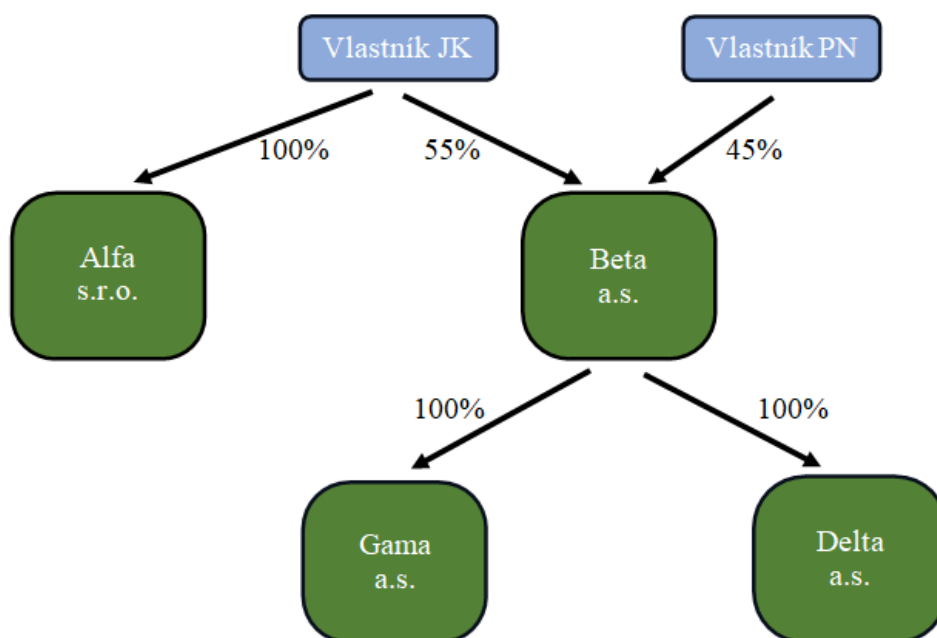 Vlastník JK
Vlastník PN
100%
55%
45%
Alfa
s.r.o.
Beta
a.s.
100%
100%
Gama
a.s.
Delta
a.s.